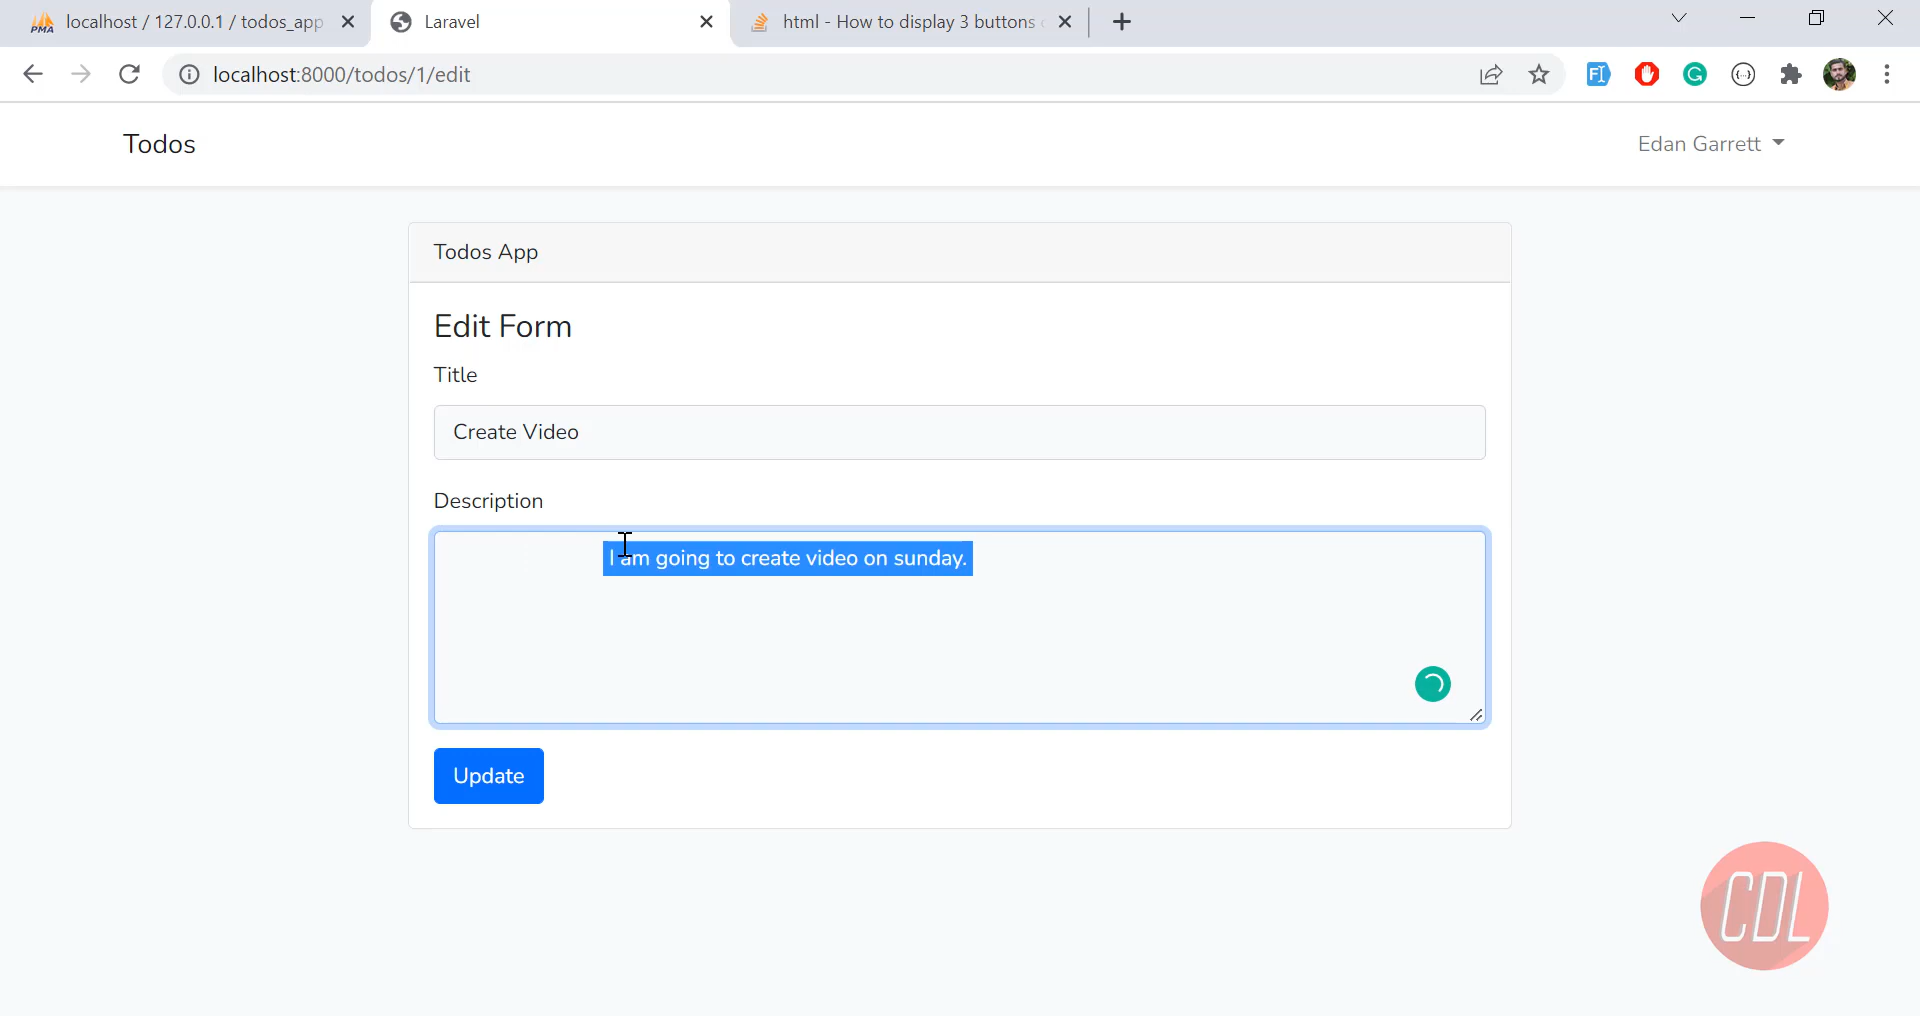 localhost / 127.0.0.1 / todos_app
Laravel
html - How to display 3 buttons
localhost:8000/todos/1/edit
Todos
Edan Garrett
Todos App
Edit Form
Title
Create Video
Description
I am going to create video on sunday.
Update
CDL